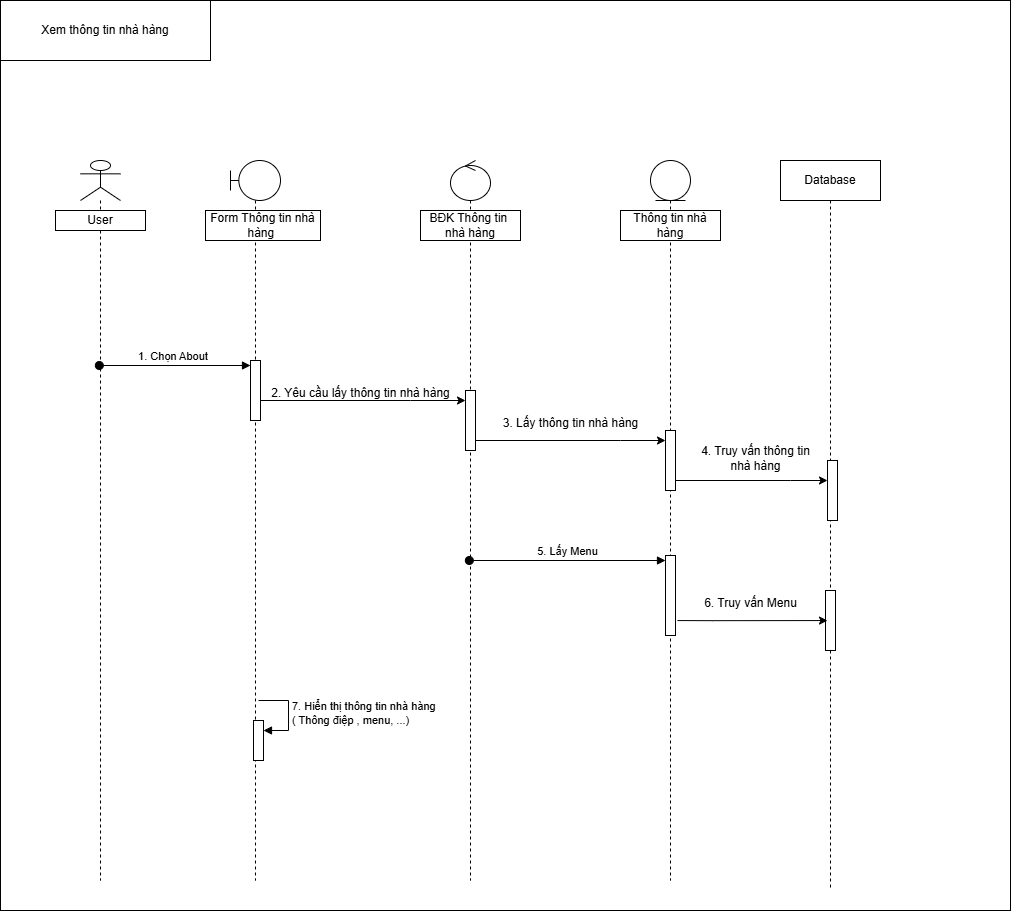 Xem thông tin nhà hàng
User
Form Thông tin nhà
hàng
BĐK Thông tin
nhà hàng
Thông tin nhà
hàng
Database
1. Chọn About
2. Yêu cầu lấy thông tin nhà hàng
3. Lấy thông tin nhà hàng
4. Truy vấn thông tin
nhà hàng
5. Lấy Menu
6. Truy vấn Menu
7. Hiển thị thông tin nhà hàng
( Thông điệp , menu, ...)